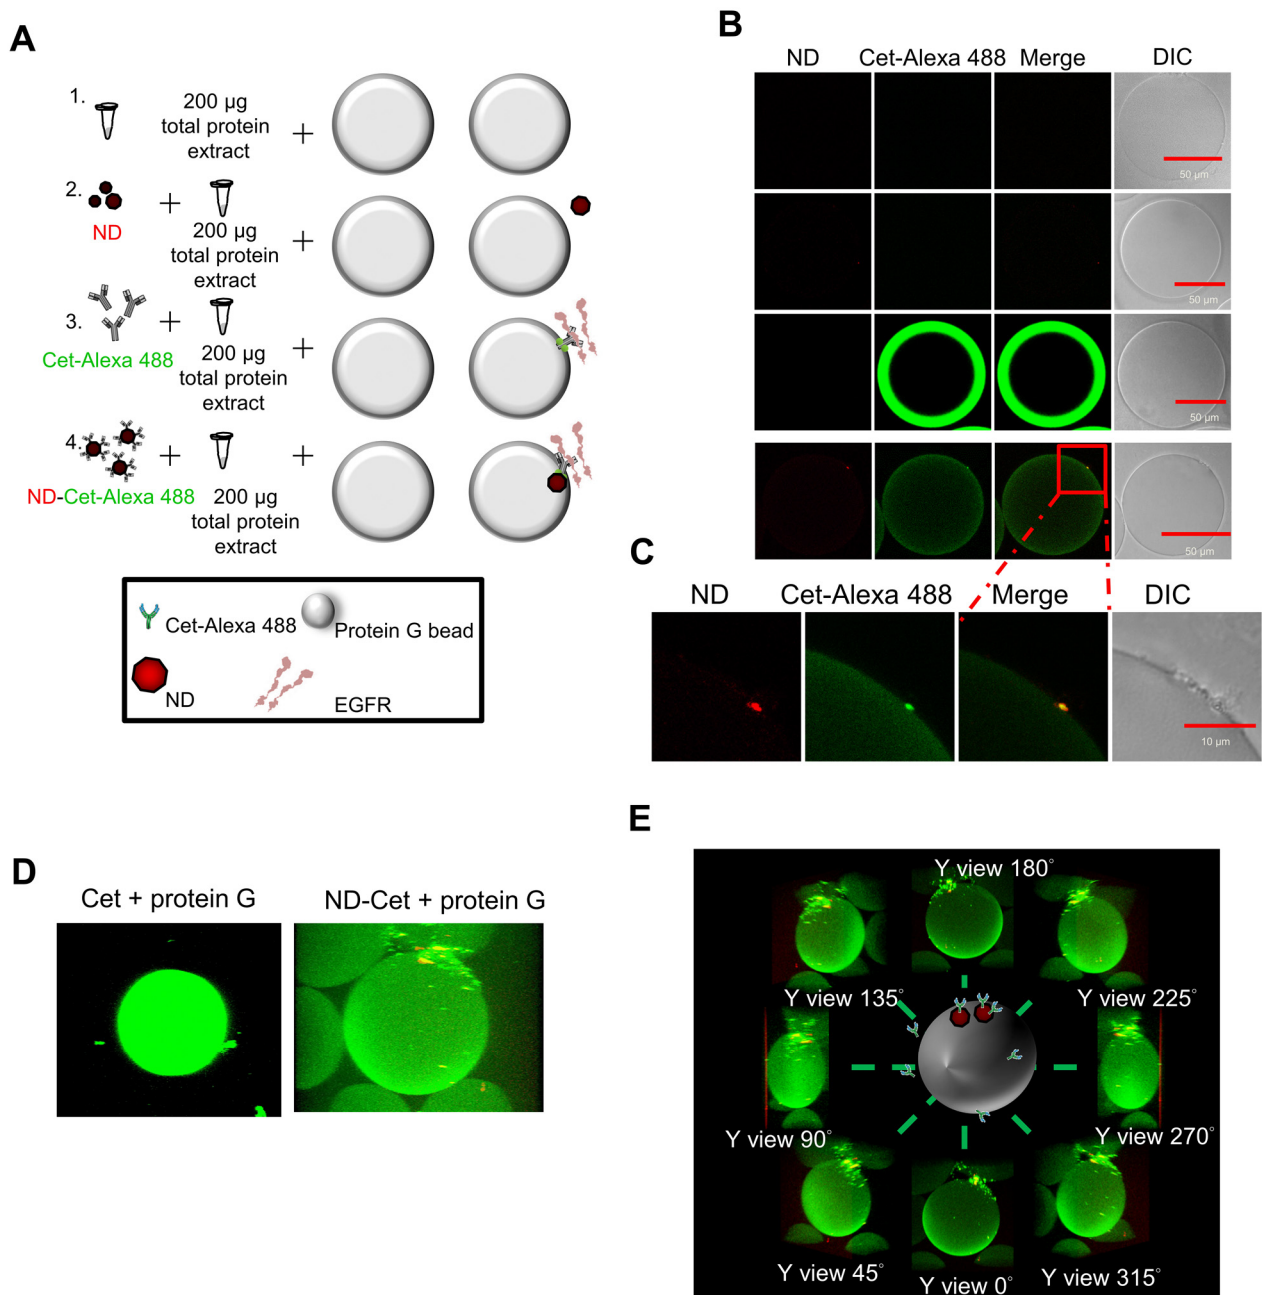 A
1.
200 µg
total protein
extract
+
2.
ND
+
200 µg
total protein
extract
+
3.
Cet-Alexa 488
+
200 µg
total protein
extract
+
4.
ND-Cet-Alexa 488
+
200 µg
total protein
extract
+
Cet-Alexa 488
Protein G bead
ND
EGFR
B
ND Cet-Alexa 488 Merge DIC
50 µm
50 µm
50 µm
50 µm
C
ND Cet-Alexa 488 Merge DIC
10 µm
D
Cet + protein G
ND-Cet + protein G
E
Y view 180°
Y view 135°
Y view 225°
Y view 90°
Y view 270°
Y view 45°
Y view 0°
Y view 315°